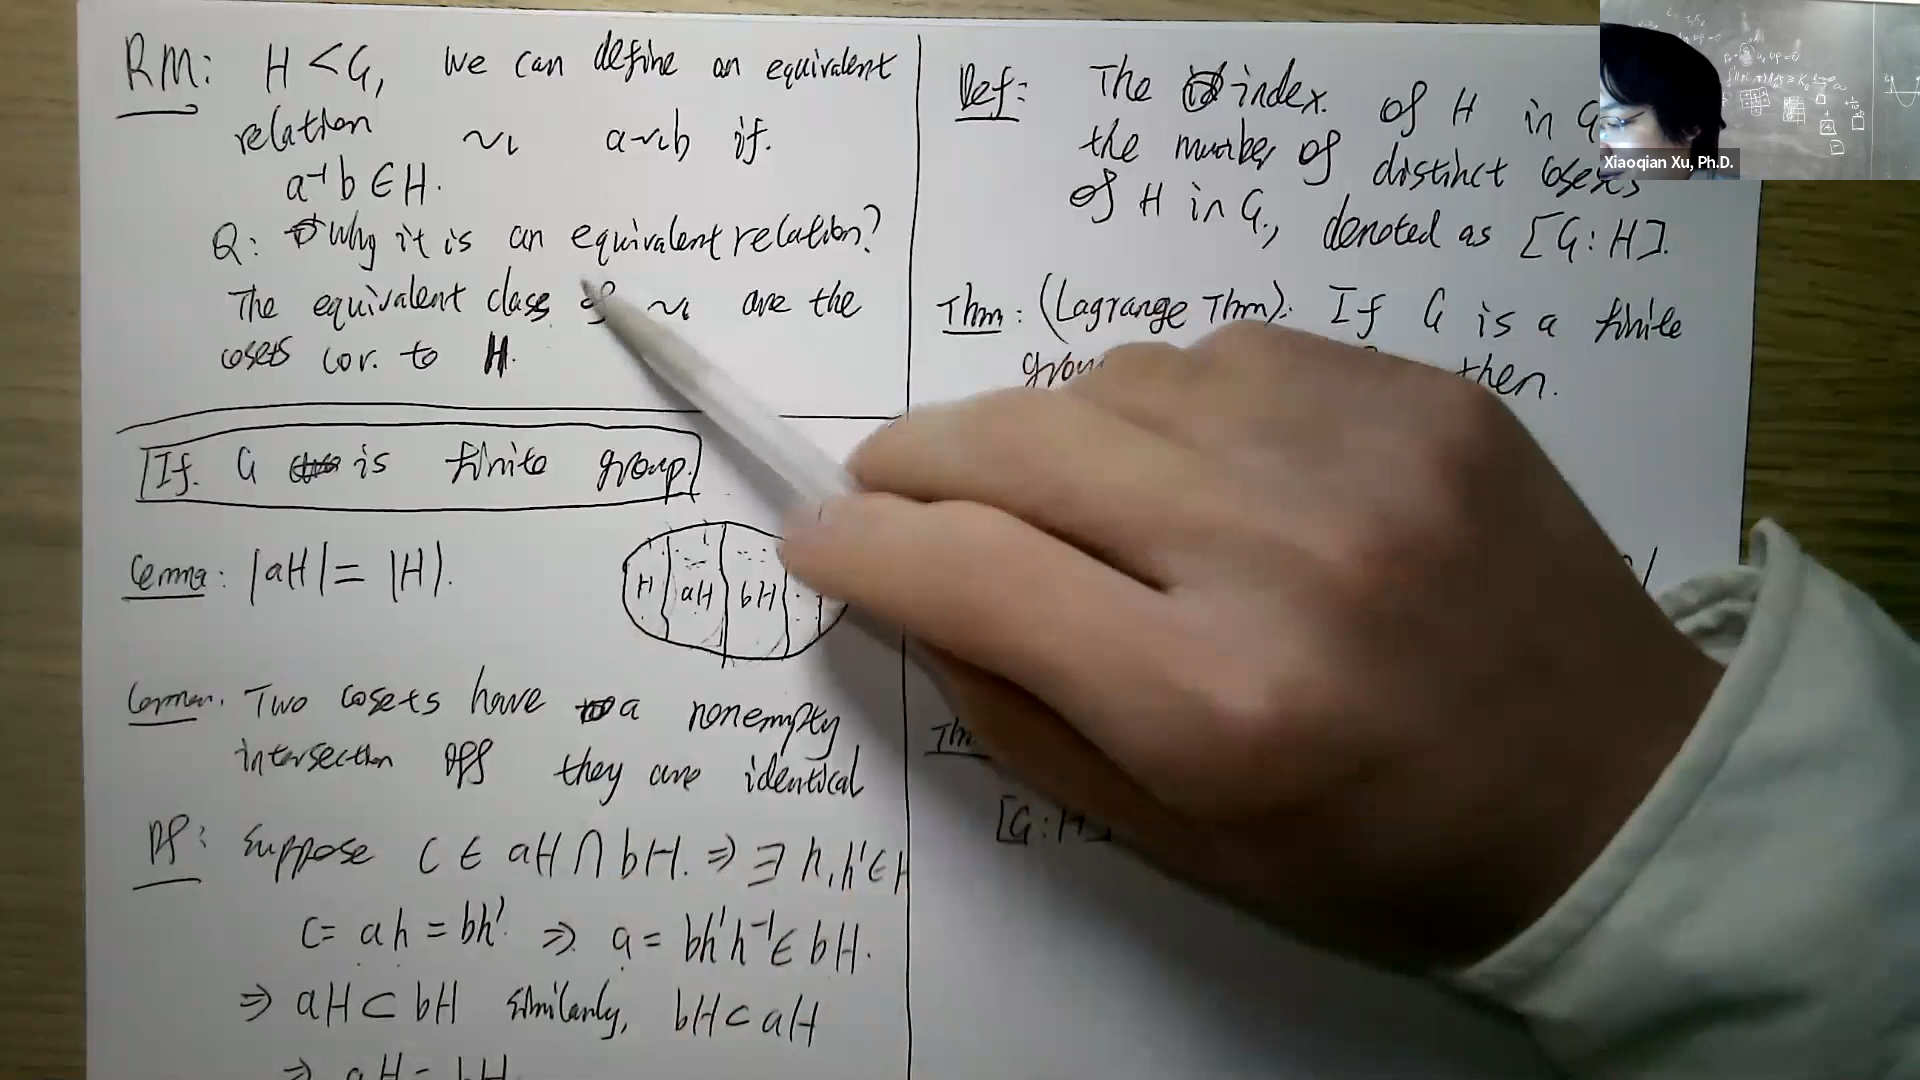 RM: H < G, We can define an equivalent
relation ~L a ~L b if.
a⁻¹b ∈ H.
Q: Why it is an equivalent relation?
The equivalent class of ~L are the
cosets cor. to H.
If. G is finite group.
Lemma: |aH| = |H|.
H aH bH
Two cosets have a nonempty
intersection iff they are identical
Pf: Suppose C ∈ aH ∩ bH. ⇒ ∃ h, h' ∈ H
C = ah = bh'. ⇒ a = bh'h⁻¹ ∈ bH.
⇒ aH ⊂ bH Similarly, bH ⊂ aH
⇒ aH = bH
Def: The index of H in G
the number of distinct cosets
of H in G, denoted as [G:H].
Thm: (Lagrange Thm). If G is a finite
then.
[G:H]
Xiaoqian Xu, Ph.D.